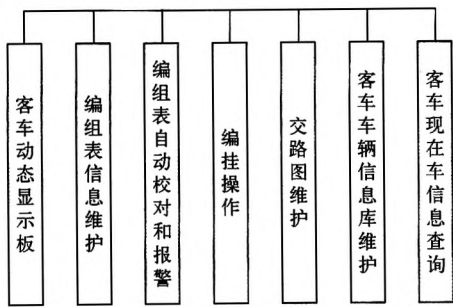 客车动态显示板
编组表信息维护
编组表自动校对和报警
编挂操作
交路图维护
客车车辆信息库维护
客车现在车信息查询